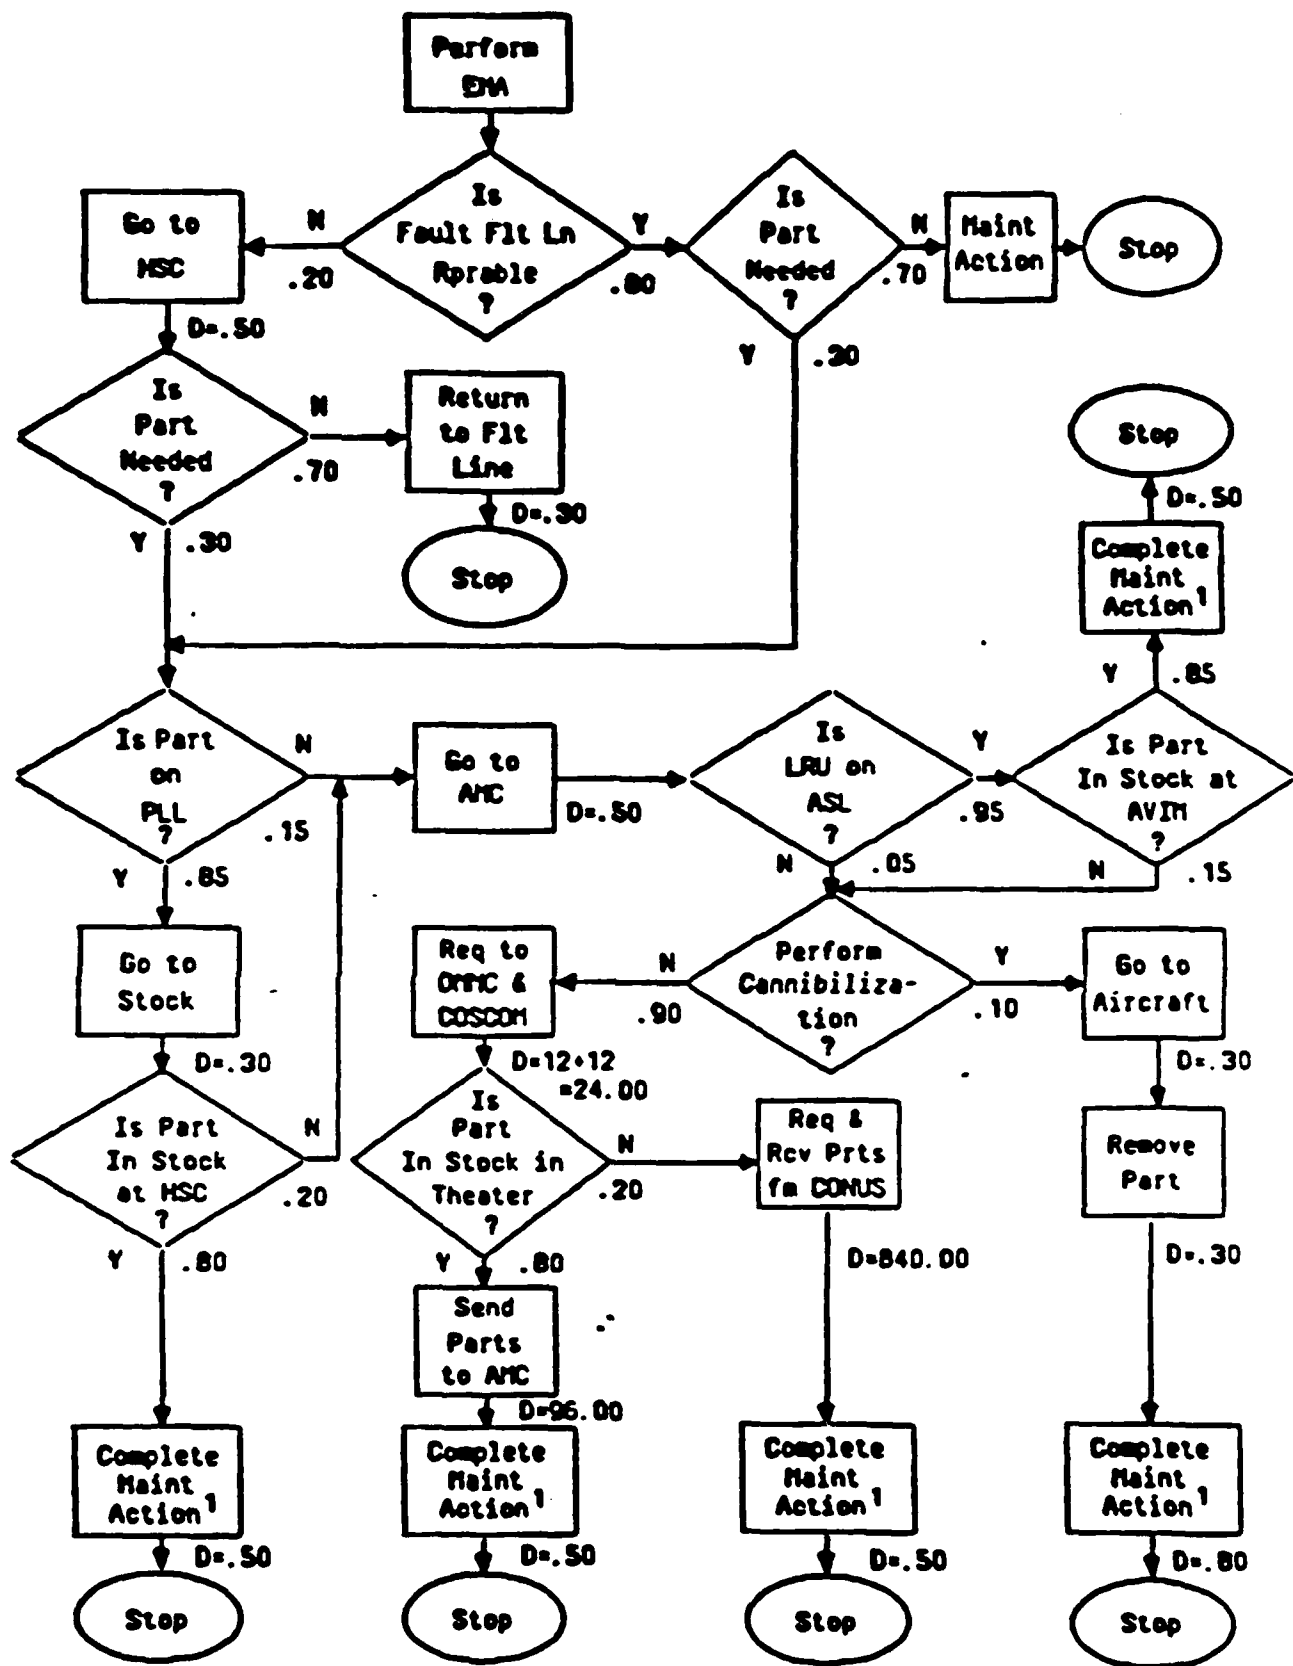 Perform
EMA
Is
Fault Flt Ln
Rprable
?
N
.20
Y
.80
Go to
HSC
D=.50
Is
Part
Needed
?
N
.70
Y
.30
Maint
Action
Stop
Is
Part
Needed
?
N
.70
Y
.30
Return
to Flt
Line
D=.30
Stop
Stop
D=.50
Complete
Maint
Action¹
Y
.85
Is Part
on
PLL
?
N
.15
Y
.85
Go to
AMC
D=.50
Is
LRU on
ASL
?
Y
.95
N
.05
Is Part
In Stock at
AVIM
?
N
.15
Go to
Stock
D=.30
Req to
DMMC &
COSCOM
D=12+12
=24.00
N
.90
Perform
Cannibiliza-
tion
?
Y
.10
Go to
Aircraft
D=.30
Is Part
In Stock
at HSC
?
N
.20
Y
.80
Is
Part
In Stock in
Theater
?
N
.20
Y
.80
Req &
Rcv Prts
fm CONUS
D=840.00
Remove
Part
D=.30
Send
Parts
to AMC
D=96.00
Complete
Maint
Action¹
D=.50
Stop
Complete
Maint
Action¹
D=.50
Stop
Complete
Maint
Action¹
D=.50
Stop
Complete
Maint
Action¹
D=.80
Stop